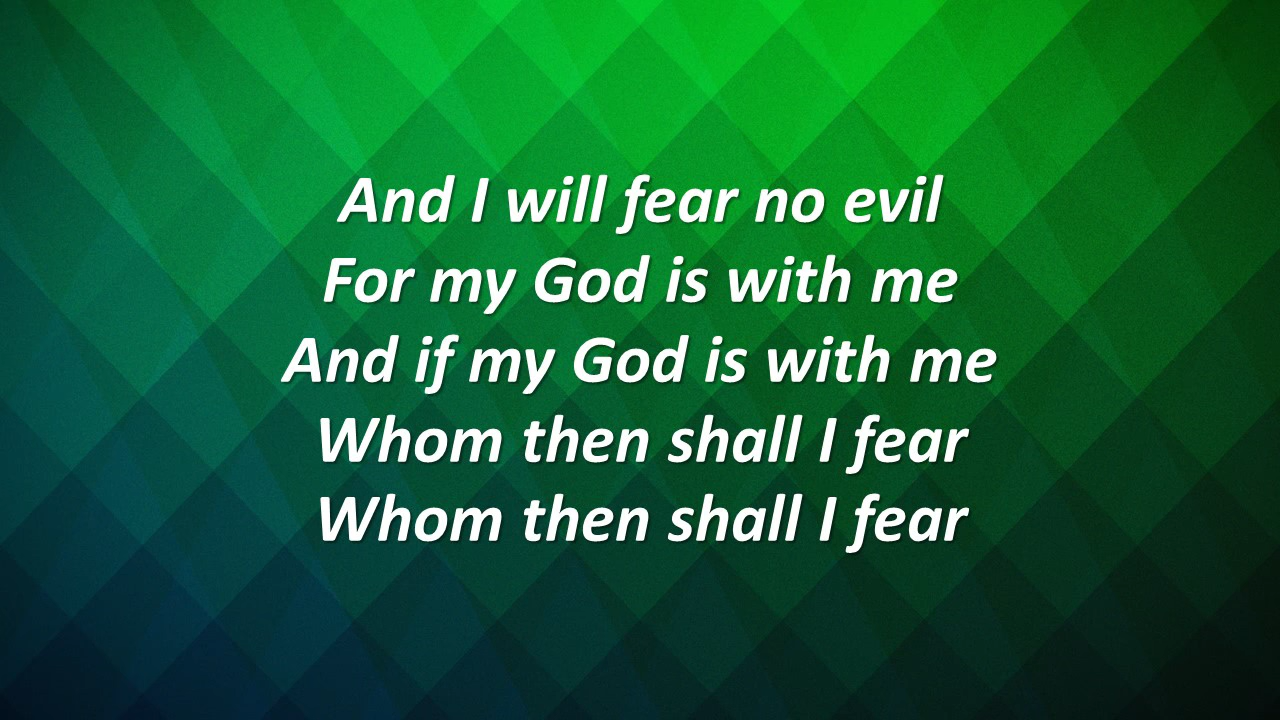 And I will fear no evil
For my God is with me
And if my God is with me
Whom then shall I fear
Whom then shall I fear